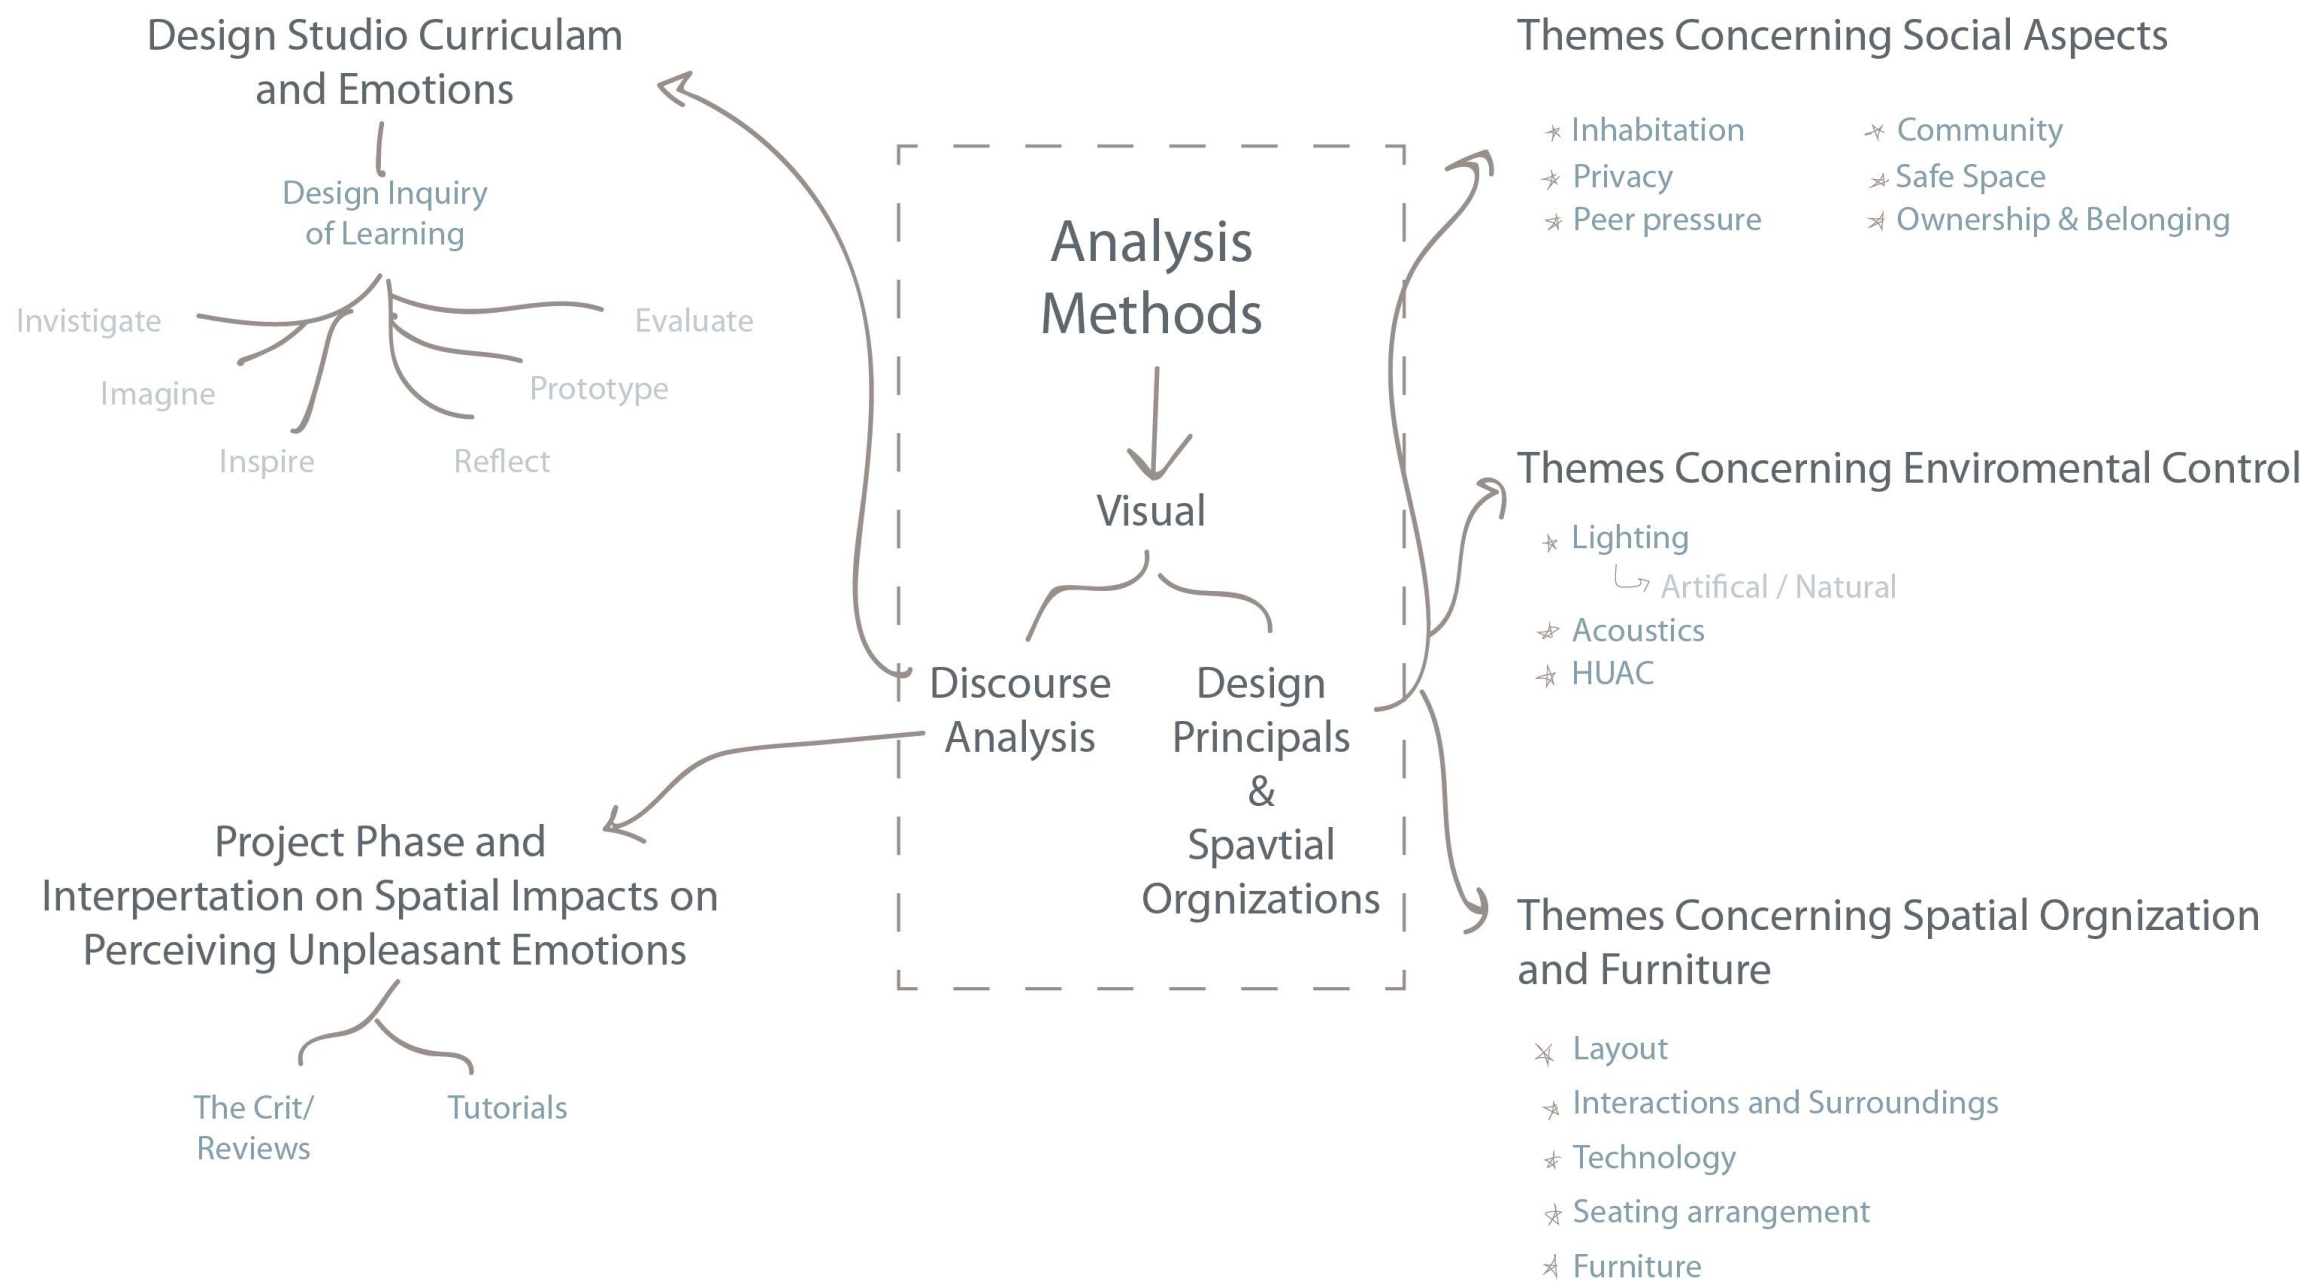 Design Studio Curriculam
and Emotions
Design Inquiry
of Learning
Invistigate
Imagine
Inspire
Reflect
Prototype
Evaluate
Project Phase and
Interpertation on Spatial Impacts on
Perceiving Unpleasant Emotions
The Crit/
Reviews
Tutorials
Analysis
Methods
Visual
Discourse
Analysis
Design
Principals
&
Spavtial
Orgnizations
Themes Concerning Social Aspects
Inhabitation
Privacy
Peer pressure
Community
Safe Space
Ownership & Belonging
Themes Concerning Enviromental Control
Lighting
Artifical / Natural
Acoustics
HUAC
Themes Concerning Spatial Orgnization
and Furniture
Layout
Interactions and Surroundings
Technology
Seating arrangement
Furniture